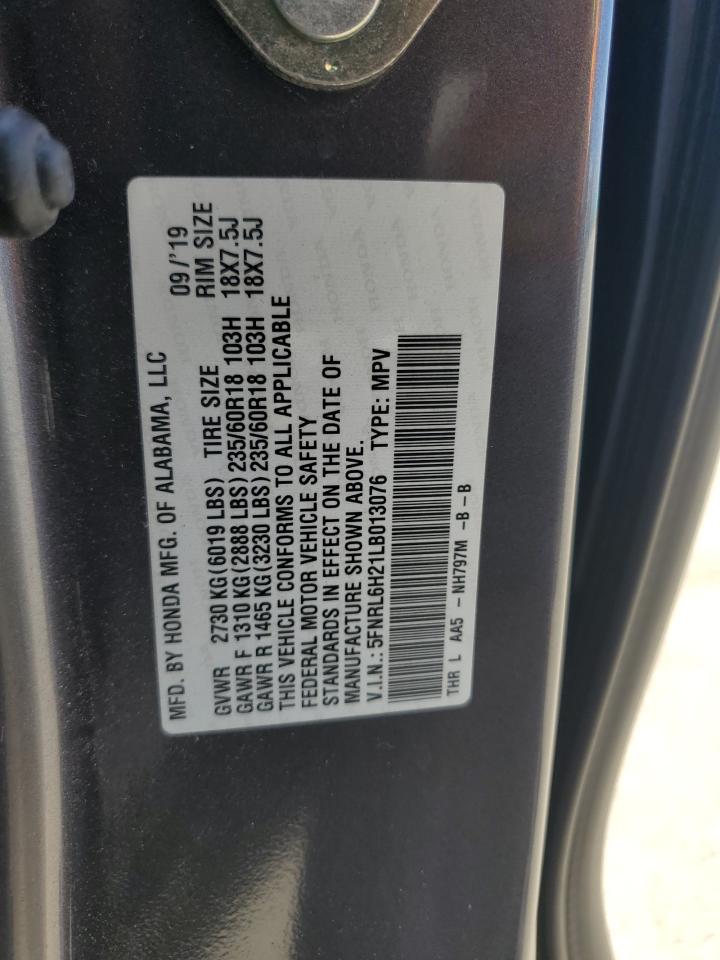 MFD. BY HONDA MFG. OF ALABAMA, LLC 09/'19
GVWR 2730 KG(6019 LBS) TIRE SIZE RIM SIZE
GAWR F 1310 KG(2888 LBS)235/60R18 103H 18X7.5J
GAWR R 1465 KG(3230 LBS)235/60R18 103H 18X7.5J
THIS VEHICLE CONFORMS TO ALL APPLICABLE
FEDERAL MOTOR VEHICLE SAFETY
STANDARDS IN EFFECT ON THE DATE OF
MANUFACTURE SHOWN ABOVE.
V.I.N.: 5FNRL6H21LB013076 TYPE: MPV
THR L AA5 - NH797M -B - B